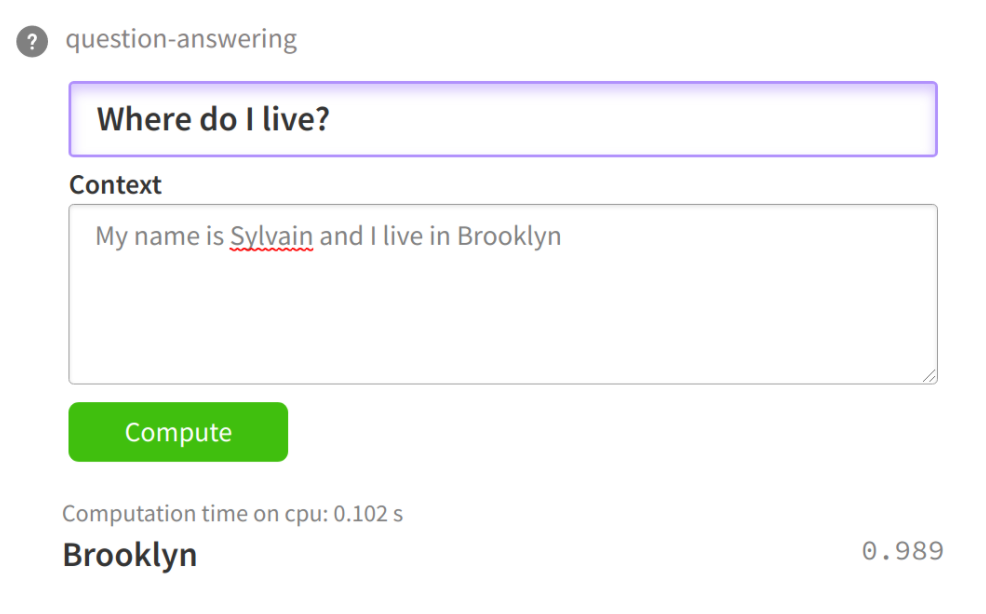 ? question-answering
Where do I live?
Context
My name is Sylvain and I live in Brooklyn
Compute
Computation time on cpu: 0.102 s
Brooklyn 0.989